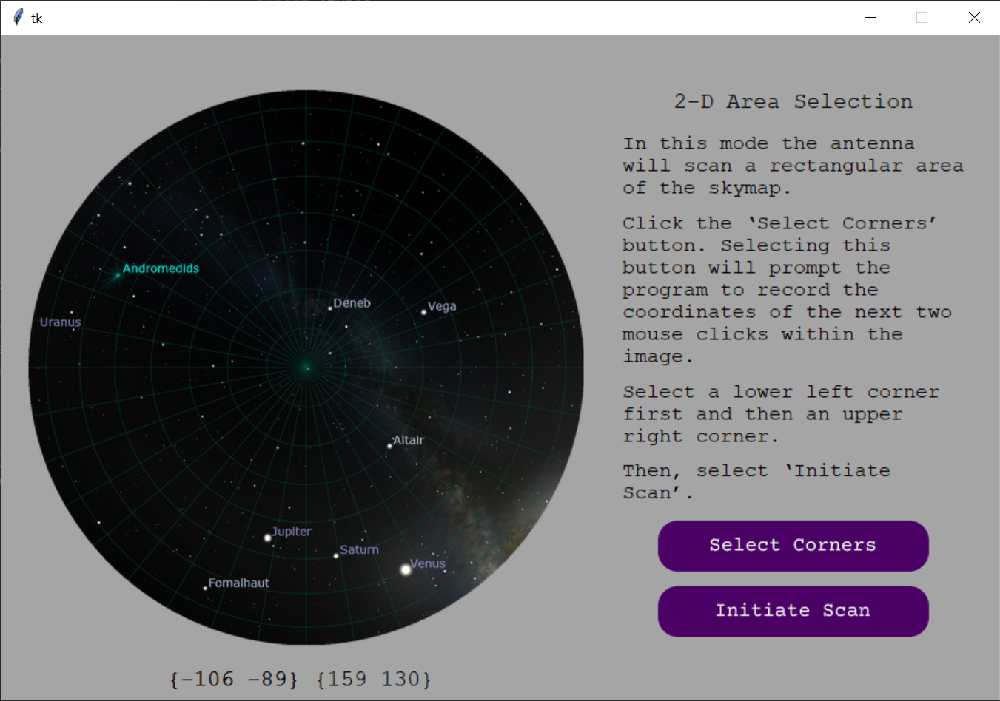 tk
2-D Area Selection
In this mode the antenna
will scan a rectangular area
of the skymap.
Click the ‘Select Corners’
button. Selecting this
button will prompt the
program to record the
coordinates of the next two
mouse clicks within the
image.
Select a lower left corner
first and then an upper
right corner.
Then, select ‘Initiate
Scan’.
Select Corners
Initiate Scan
Andromedids
Deneb
Vega
Uranus
Altair
Jupiter
Saturn
Venus
Fomalhaut
{-106 -89} {159 130}